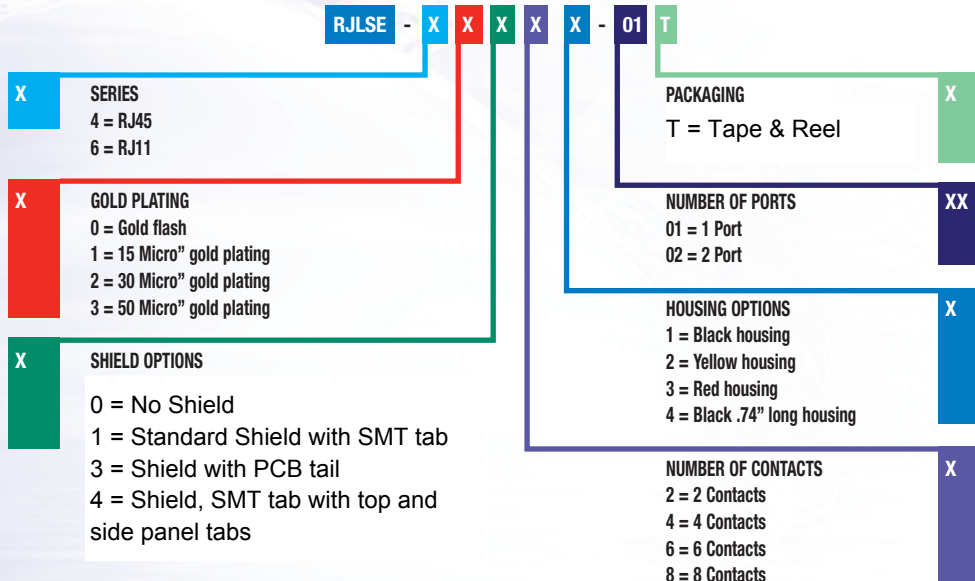 RJLSE - X X X X X - 01 T
X
SERIES
4 = RJ45
6 = RJ11
X
GOLD PLATING
0 = Gold flash
1 = 15 Micro” gold plating
2 = 30 Micro” gold plating
3 = 50 Micro” gold plating
X
SHIELD OPTIONS
0 = No Shield
1 = Standard Shield with SMT tab
3 = Shield with PCB tail
4 = Shield, SMT tab with top and
side panel tabs
PACKAGING
X
T = Tape & Reel
NUMBER OF PORTS
XX
01 = 1 Port
02 = 2 Port
HOUSING OPTIONS
X
1 = Black housing
2 = Yellow housing
3 = Red housing
4 = Black .74” long housing
NUMBER OF CONTACTS
X
2 = 2 Contacts
4 = 4 Contacts
6 = 6 Contacts
8 = 8 Contacts